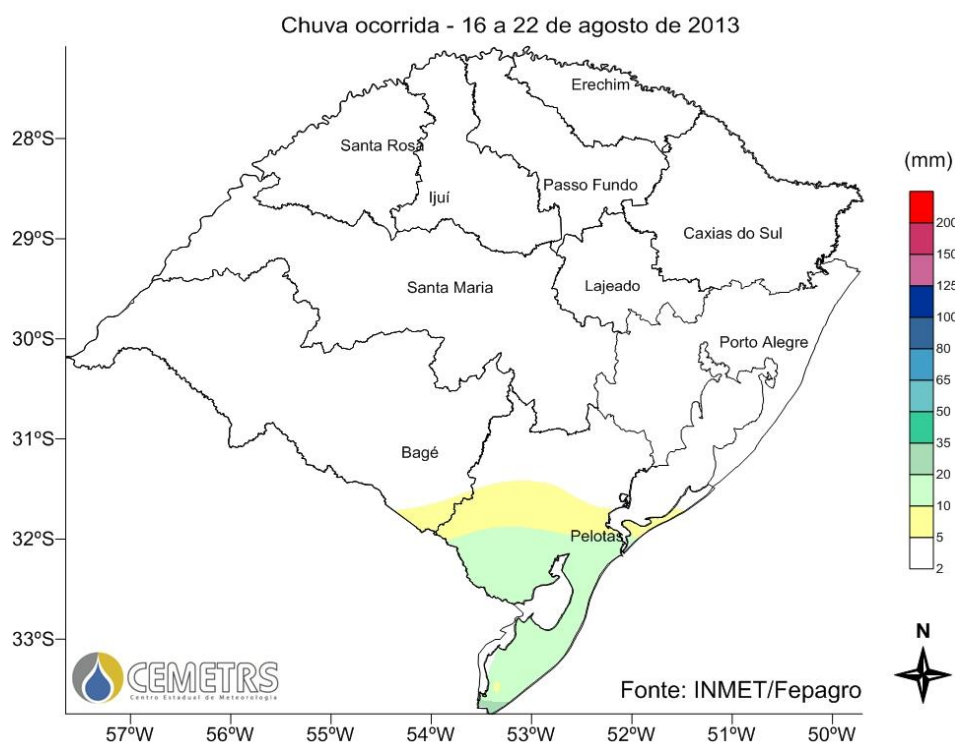 Chuva ocorrida - 16 a 22 de agosto de 2013
Erechim
28ºS
Santa Rosa
(mm)
Passo Fundo
Ijuí
200
Caxias do Sul
29ºS
150
Santa Maria
Lajeado
125
100
30ºS
Porto Alegre
80
65
50
31ºS
Bagé
35
20
10
32ºS
Pelotas
5
2
33ºS
N
CEMETRS
Centro Estadual de Meteorologia
Fonte: INMET/Fepagro
57ºW 56ºW 55ºW 54ºW 53ºW 52ºW 51ºW 50ºW